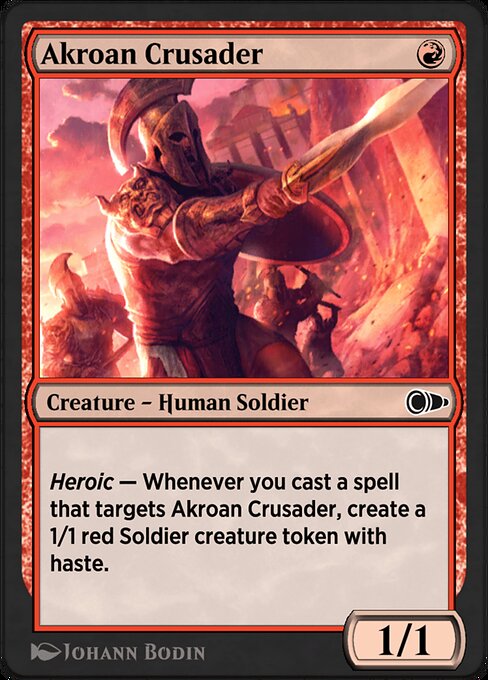 Akroan Crusader
Creature – Human Soldier
Heroic — Whenever you cast a spell
that targets Akroan Crusader, create a
1/1 red Soldier creature token with
haste.
1/1
Johann Bodin